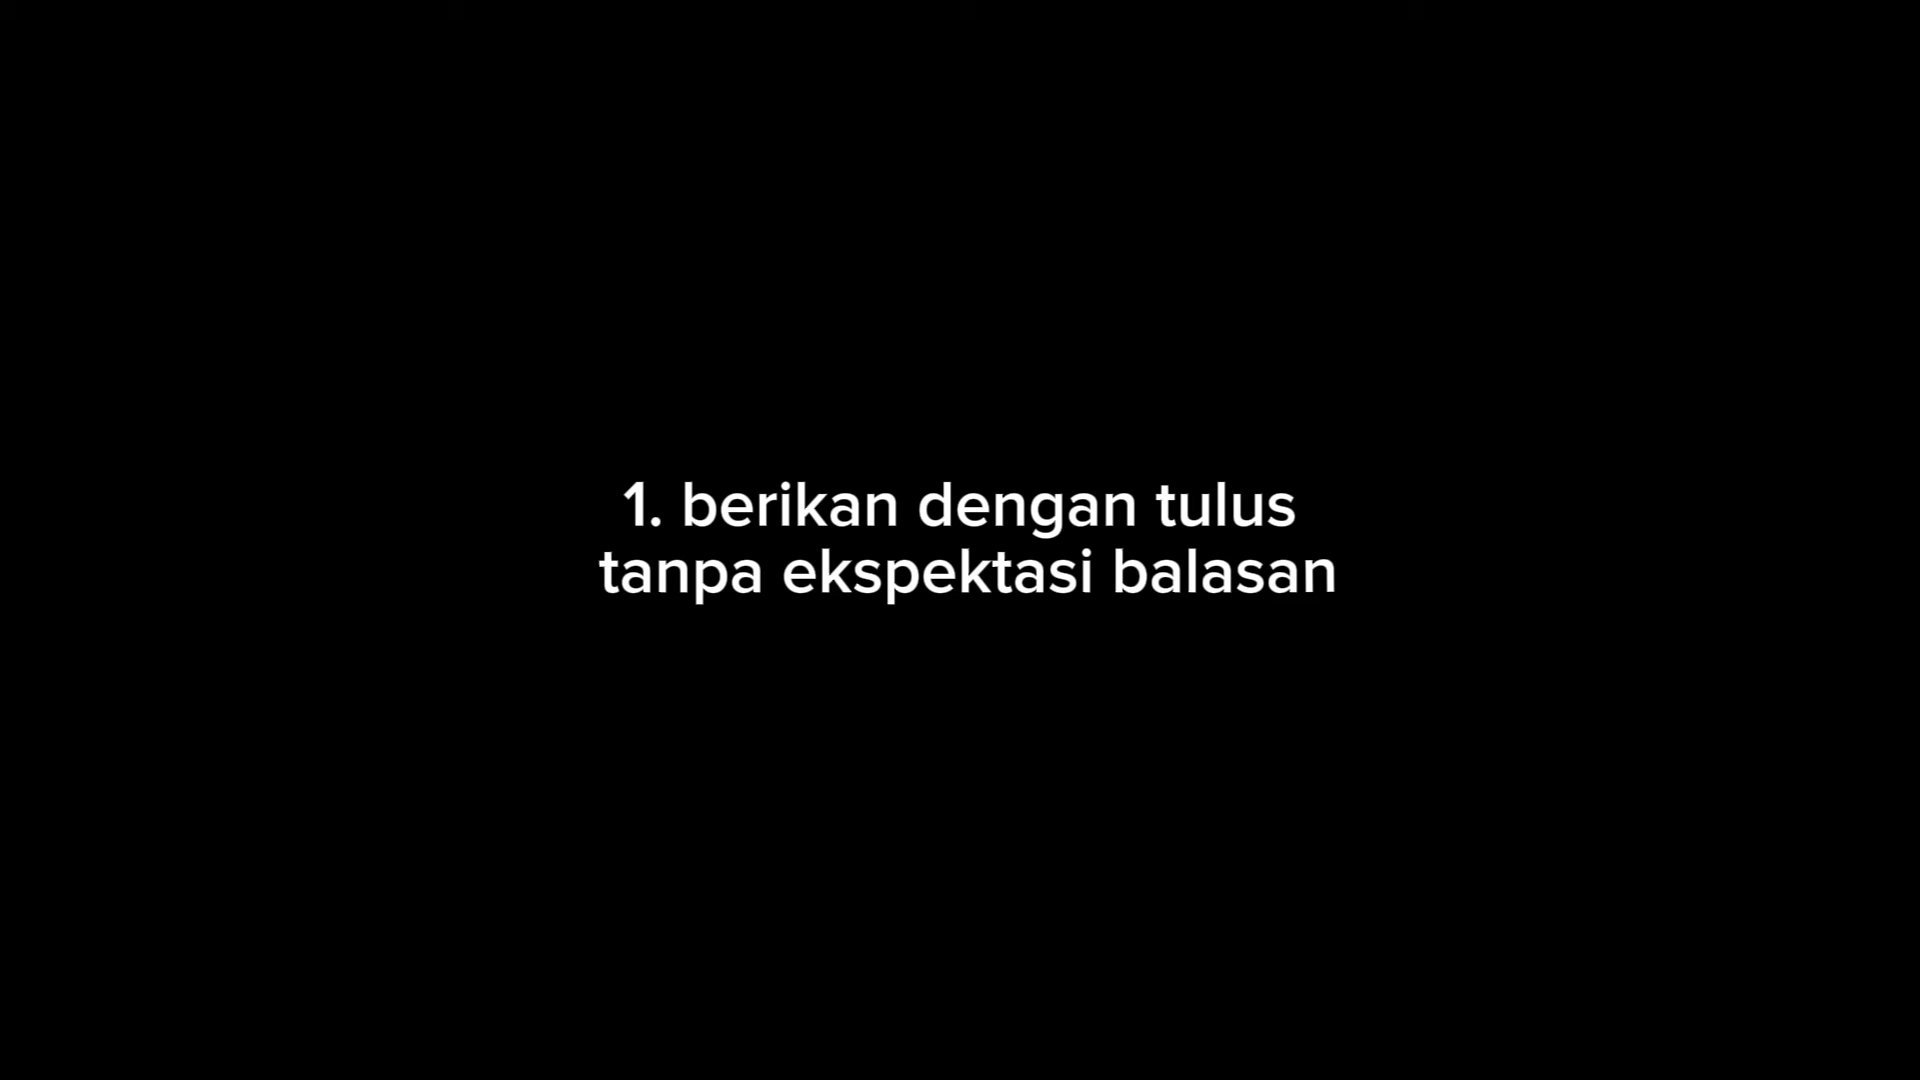 1. berikan dengan tulus
tanpa ekspektasi balasan